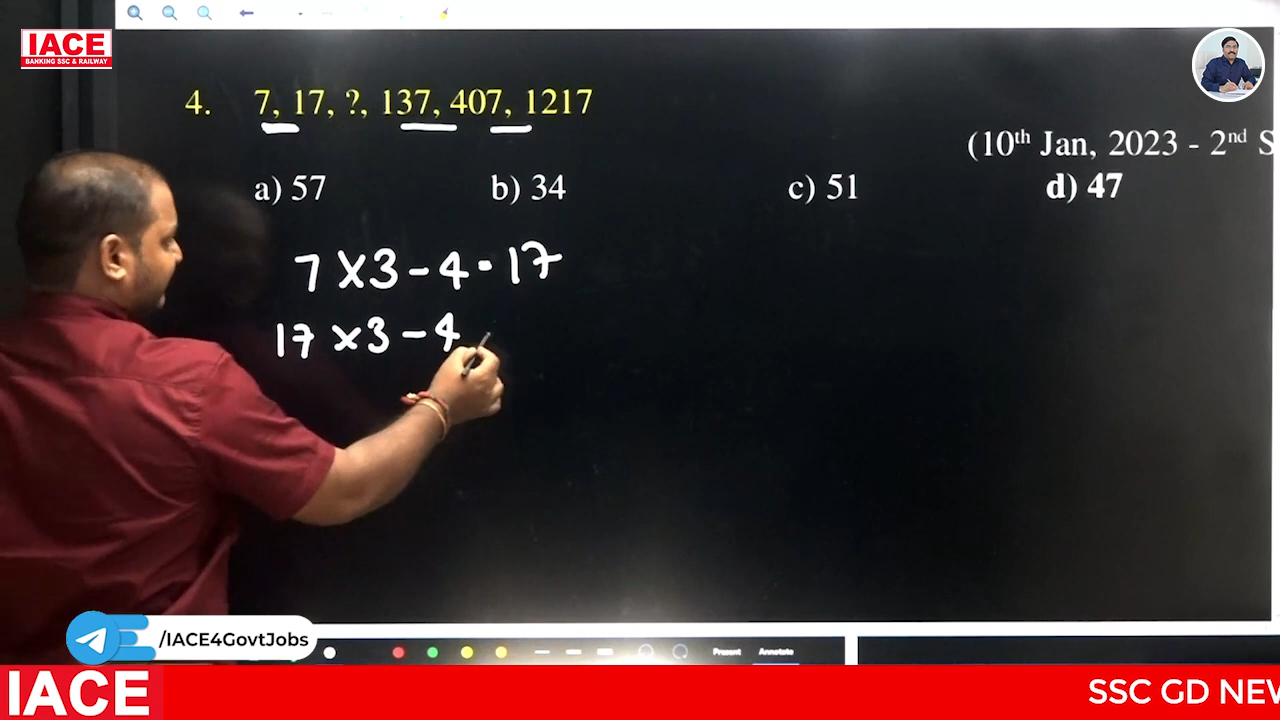 IACE
BANKING SSC & RAILWAY
4. 7, 17, ?, 137, 407, 1217
(10th Jan, 2023 - 2nd S
a) 57 b) 34 c) 51 d) 47
7 × 3 - 4 = 17
17 × 3 - 4
/IACE4GovtJobs
Present Annotate
IACE
SSC GD NEW